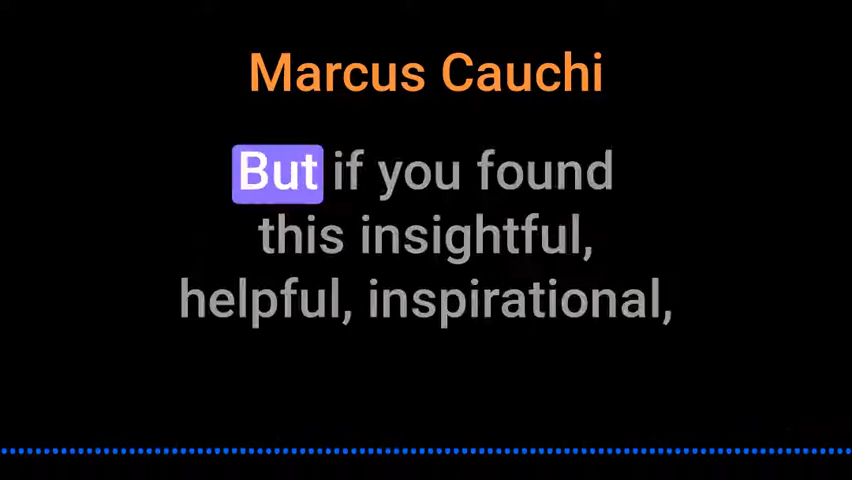 Marcus Cauchi
But if you found
this insightful,
helpful, inspirational,